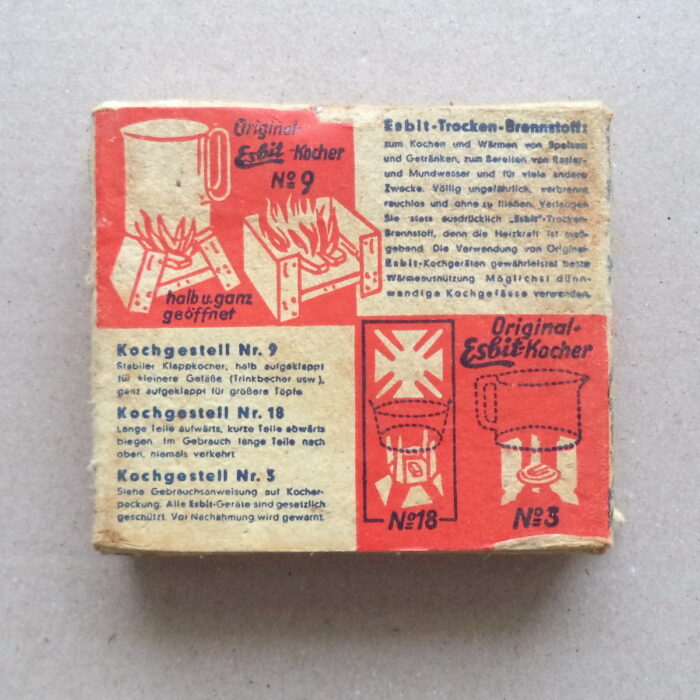 Original-
Esbit-Kocher
Nº 9
halb u. ganz
geöffnet
Esbit-Trocken-Brennstoff:
zum Kochen und Wärmen von Speisen
und Getränken, zum Bereiten von Rasier-
und Mundwasser und für viele andere
Zwecke. Völlig ungefährlich, verbrennt
rauchlos und ohne zu fließen. Verlangen
Sie stets ausdrücklich „Esbit"-Trocken-
Brennstoff, denn die Heizkraft ist maß-
gebend. Die Verwendung von Original-
Esbit-Kochgeräten gewährleistet beste
Wärmeausnützung Möglichst dünn-
wandige Kochgefässe verwenden.
Kochgestell Nr. 9
Stabiler Klappkocher, halb aufgeklappt
für kleinere Gefäße (Trinkbecher usw.),
ganz aufgeklappt für größere Töpfe
Kochgestell Nr. 18
Lange Teile aufwärts, kurze Teile abwärts
biegen. Im Gebrauch lange Teile nach
oben, niemals verkehrt
Kochgestell Nr. 3
Siehe Gebrauchsanweisung auf Kocher-
packung. Alle Esbit-Geräte sind gesetzlich
geschützt. Vor Nachahmung wird gewarnt.
Original-
Esbit-Kocher
Nº 18
Nº 3